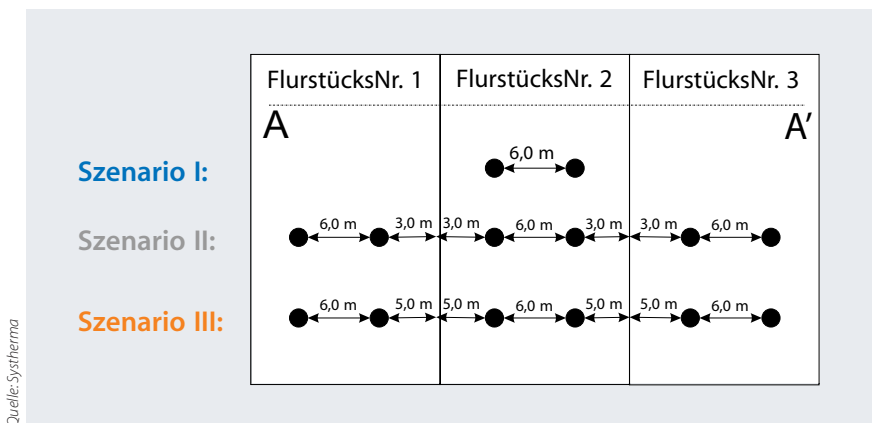 FlurstücksNr. 1 FlurstücksNr. 2 FlurstücksNr. 3
A A′
Szenario I: 6,0 m
Szenario II: 6,0 m 3,0 m 3,0 m 6,0 m 3,0 m 3,0 m 6,0 m
Szenario III: 6,0 m 5,0 m 5,0 m 6,0 m 5,0 m 5,0 m 6,0 m
Quelle: Systherma